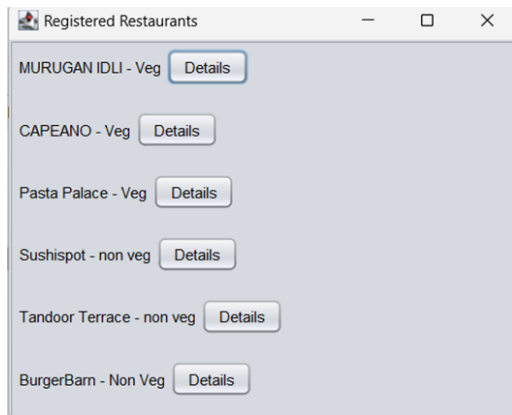 Registered Restaurants
MURUGAN IDLI - Veg Details
CAPEANO - Veg Details
Pasta Palace - Veg Details
Sushispot - non veg Details
Tandoor Terrace - non veg Details
BurgerBarn - Non Veg Details